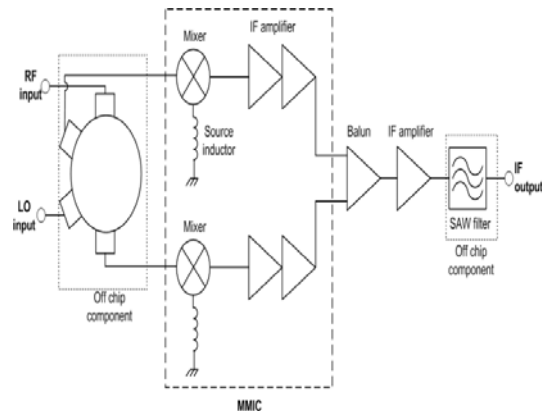 Mixer
IF amplifier
RF
input
Source
inductor
Balun
IF amplifier
IF
output
SAW filter
Off chip
component
LO
input
Mixer
Off chip
component
MMIC